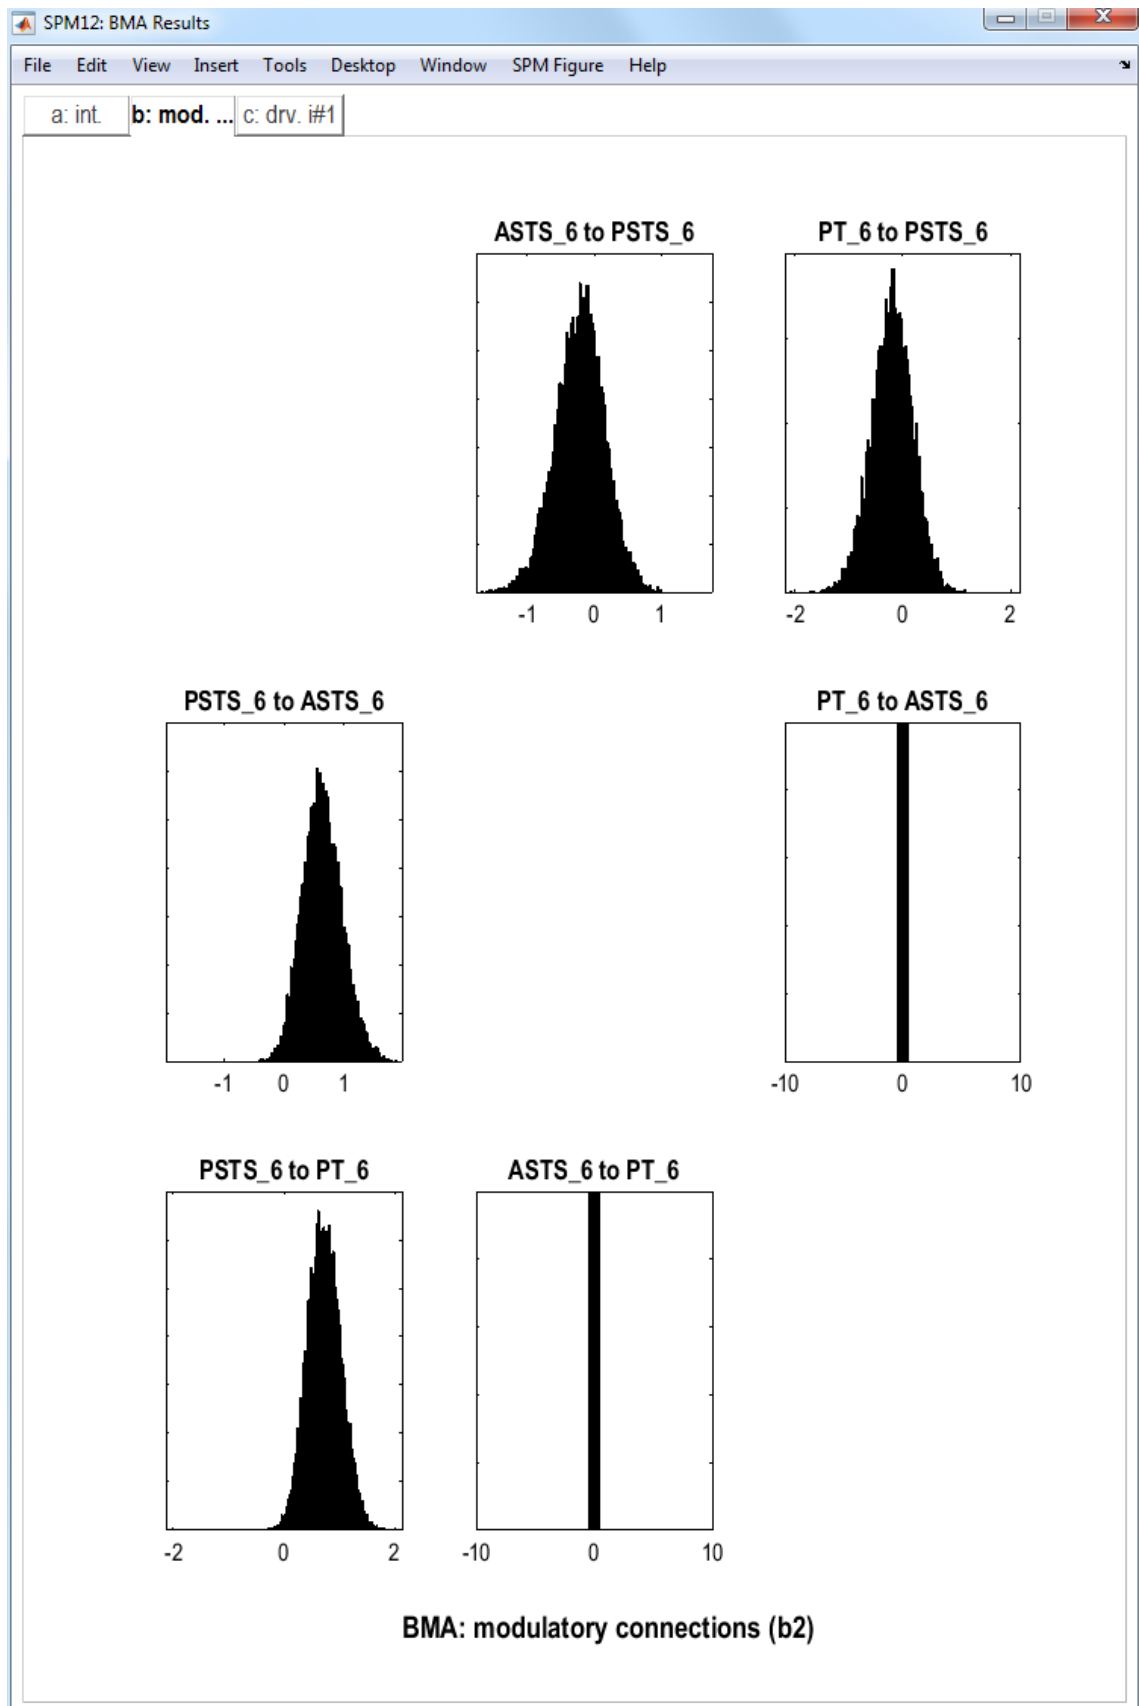 SPM12: BMA Results
File Edit View Insert Tools Desktop Window SPM Figure Help
a: int. b: mod. ... c: drv. i#1
ASTS_6 to PSTS_6 PT_6 to PSTS_6
-1 0 1 -2 0 2
PSTS_6 to ASTS_6 PT_6 to ASTS_6
-1 0 1 -10 0 10
PSTS_6 to PT_6 ASTS_6 to PT_6
-2 0 2 -10 0 10
BMA: modulatory connections (b2)